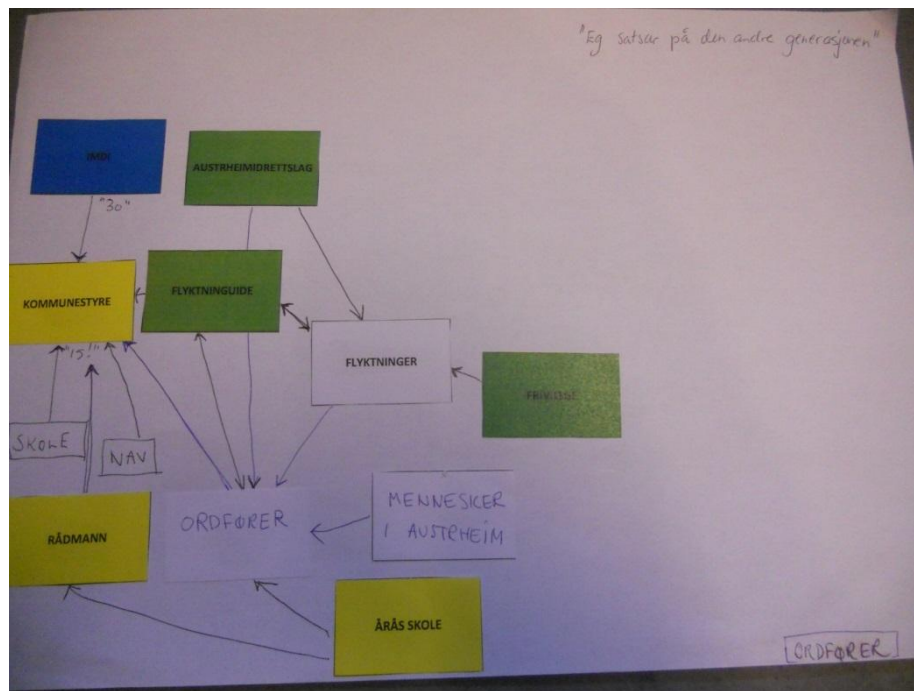 "Eg satsar på den andre generasjonen"
IMDI
AUSTRHEIMIDRETTSLAG
"30"
KOMMUNESTYRE
FLYKTNINGUIDE
"15!"
FLYKTNINGER
FRIVILLIGE
SKOLE
NAV
MENNESKER
I AUSTRHEIM
ORDFØRER
RÅDMANN
ÅRÅS SKOLE
ORDFØRER